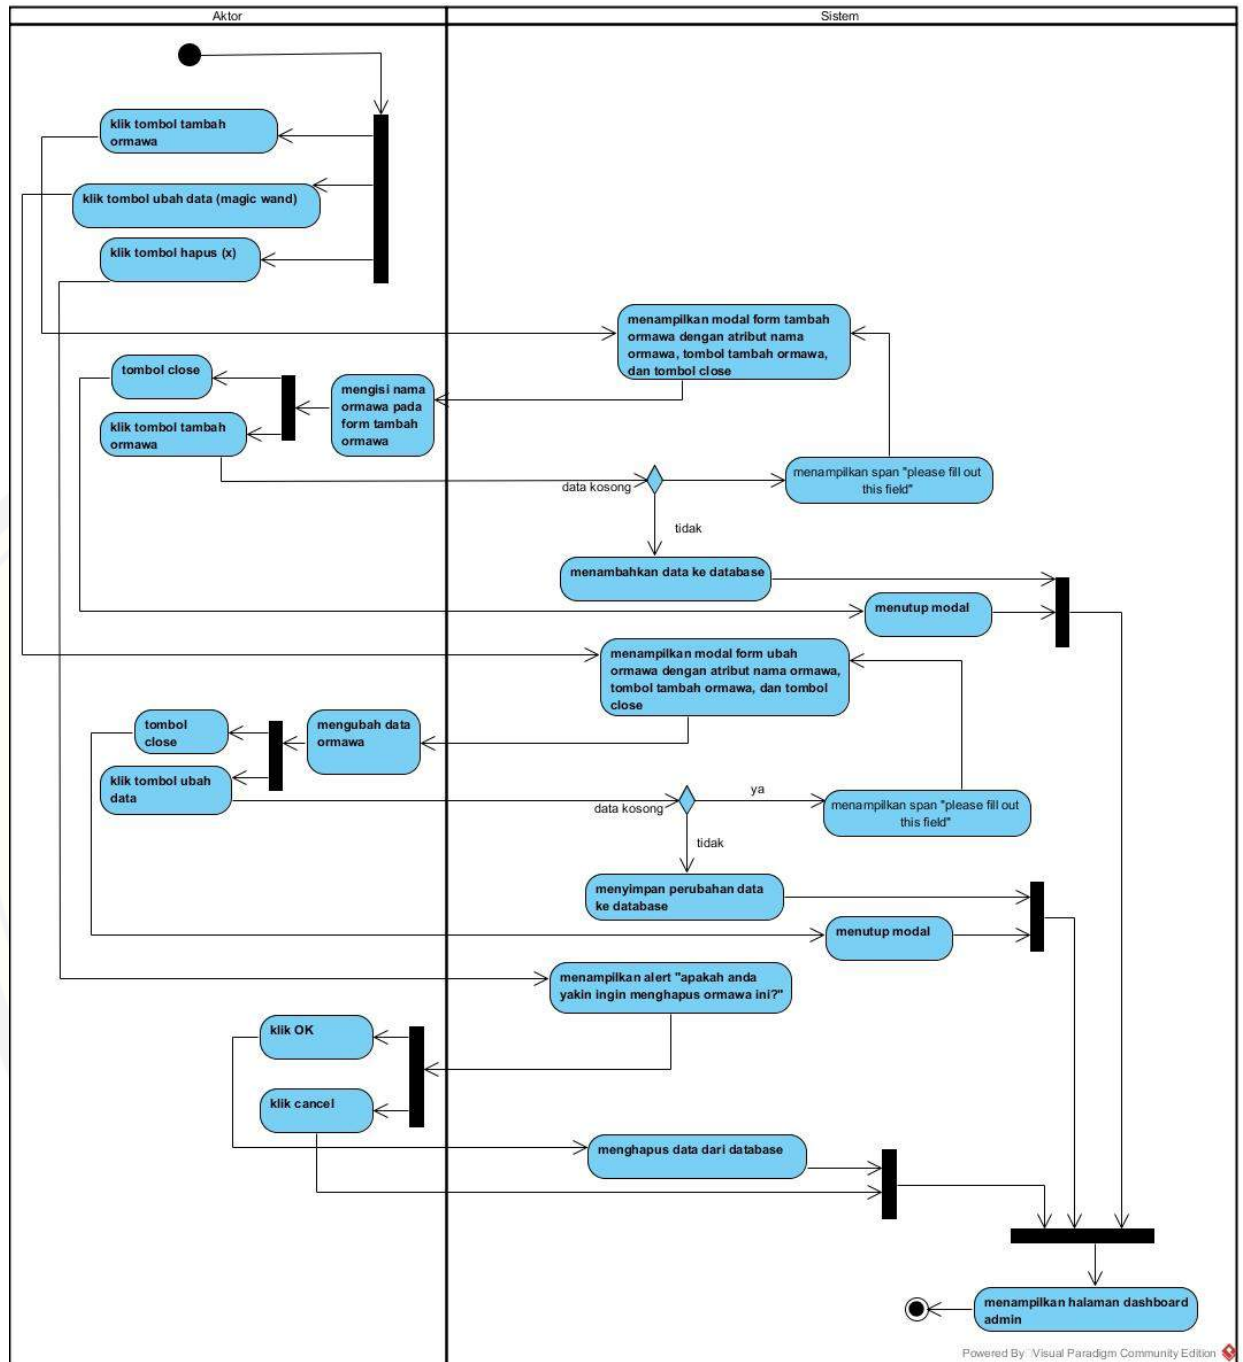 Aktor
Sistem
klik tombol tambah
ormawa
klik tombol ubah data (magic wand)
klik tombol hapus (x)
menampilkan modal form tambah
ormawa dengan atribut nama
ormawa, tombol tambah ormawa,
dan tombol close
tombol close
mengisi nama
ormawa pada
form tambah
ormawa
klik tombol tambah
ormawa
data kosong
menampilkan span "please fill out
this field"
tidak
menambahkan data ke database
menutup modal
menampilkan modal form ubah
ormawa dengan atribut nama ormawa,
tombol tambah ormawa, dan tombol
close
tombol
close
mengubah data
ormawa
klik tombol ubah
data
data kosong
ya
menampilkan span "please fill out
this field"
tidak
menyimpan perubahan data
ke database
menutup modal
menampilkan alert "apakah anda
yakin ingin menghapus ormawa ini?"
klik OK
klik cancel
menghapus data dari database
menampilkan halaman dashboard
admin
Powered By Visual Paradigm Community Edition